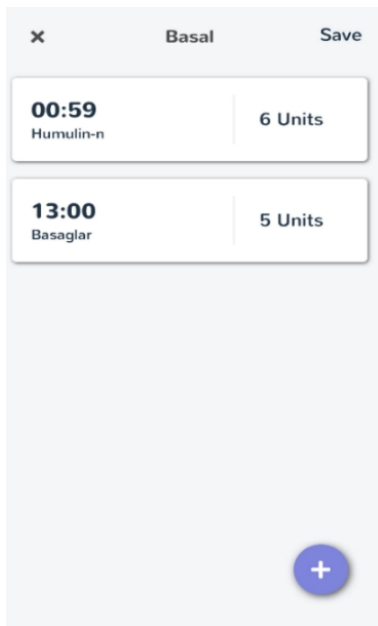 × Basal Save
00:59
Humulin-n
6 Units
13:00
Basaglar
5 Units
+